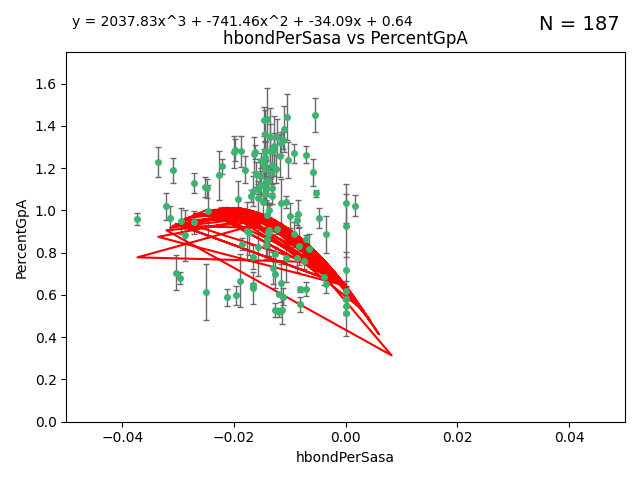 y = 2037.83x^3 + -741.46x^2 + -34.09x + 0.64
N = 187
hbondPerSasa vs PercentGpA
PercentGpA
1.6
1.4
1.2
1.0
0.8
0.6
0.4
0.2
0.0
−0.04 −0.02 0.00 0.02 0.04
hbondPerSasa